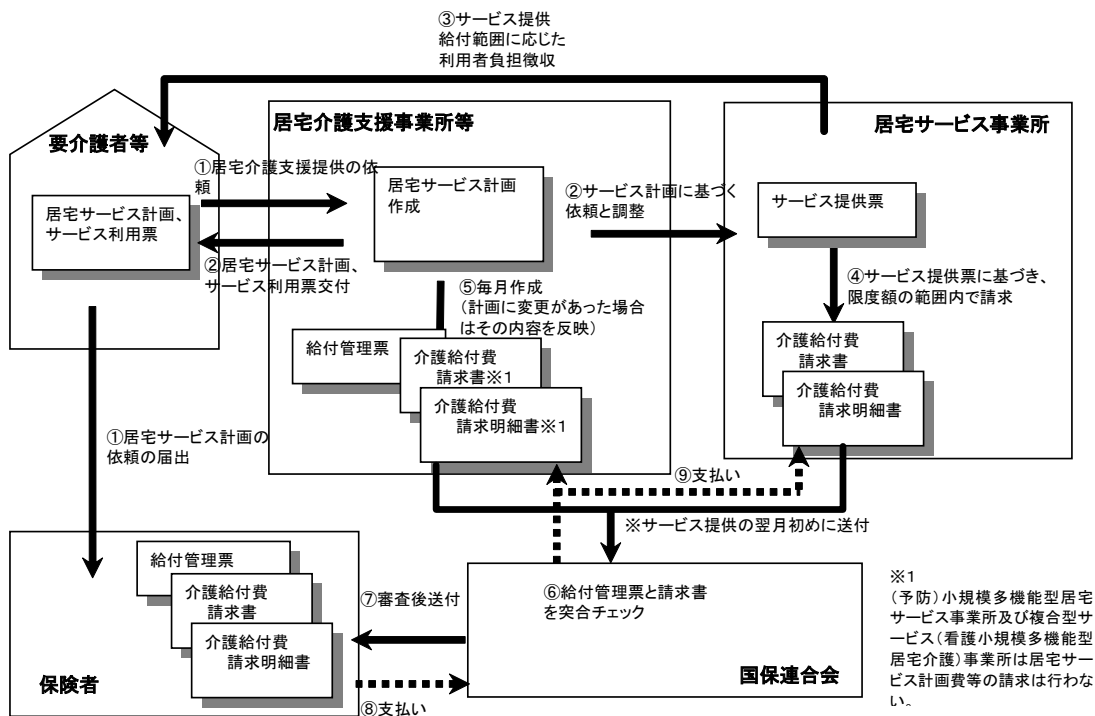 ③サービス提供
給付範囲に応じた
利用者負担徴収
要介護者等
居宅介護支援事業所等
居宅サービス事業所
①居宅介護支援提供の依
頼
居宅サービス計画、
サービス利用票
居宅サービス計画
作成
②サービス計画に基づく
依頼と調整
サービス提供票
②居宅サービス計画、
サービス利用票交付
⑤毎月作成
(計画に変更があった場合
はその内容を反映)
④サービス提供票に基づき、
限度額の範囲内で請求
給付管理票
介護給付費
請求書※1
介護給付費
請求明細書※1
介護給付費
請求書
介護給付費
請求明細書
①居宅サービス計画の
依頼の届出
⑨支払い
※サービス提供の翌月初めに送付
給付管理票
介護給付費
請求書
介護給付費
請求明細書
保険者
⑦審査後送付
⑧支払い
⑥給付管理票と請求書
を突合チェック
国保連合会
※1
(予防)小規模多機能型居宅
サービス事業所及び複合型サ
ービス(看護小規模多機能型
居宅介護)事業所は居宅サー
ビス計画費等の請求は行わな
い。